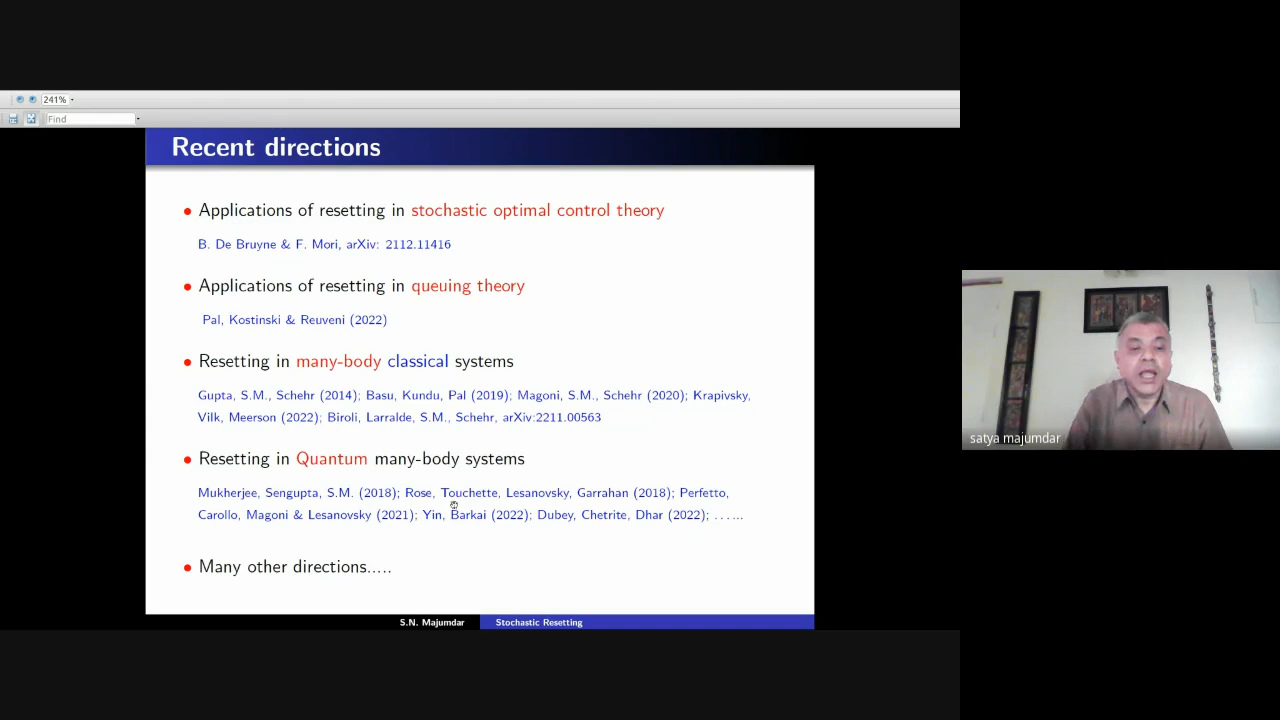 241%
Find
Recent directions
• Applications of resetting in stochastic optimal control theory
B. De Bruyne & F. Mori, arXiv: 2112.11416
• Applications of resetting in queuing theory
Pal, Kostinski & Reuveni (2022)
• Resetting in many-body classical systems
Gupta, S.M., Schehr (2014); Basu, Kundu, Pal (2019); Magoni, S.M., Schehr (2020); Krapivsky,
Vilk, Meerson (2022); Biroli, Larralde, S.M., Schehr, arXiv:2211.00563
• Resetting in Quantum many-body systems
Mukherjee, Sengupta, S.M. (2018); Rose, Touchette, Lesanovsky, Garrahan (2018); Perfetto,
Carollo, Magoni & Lesanovsky (2021); Yin, Barkai (2022); Dubey, Chetrite, Dhar (2022); ......
• Many other directions.....
S.N. Majumdar Stochastic Resetting
satya majumdar